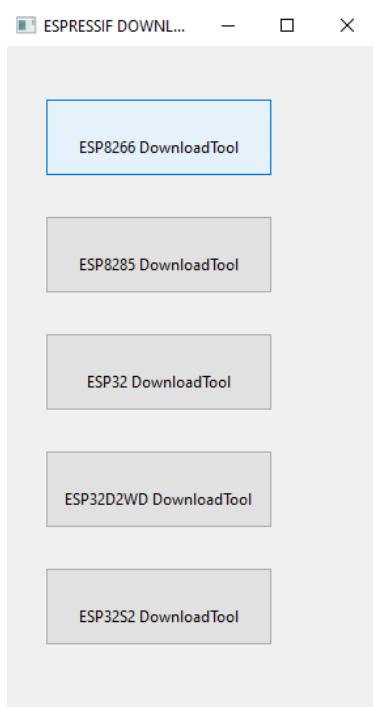 ESPRESSIF DOWNL...
ESP8266 DownloadTool
ESP8285 DownloadTool
ESP32 DownloadTool
ESP32D2WD DownloadTool
ESP32S2 DownloadTool